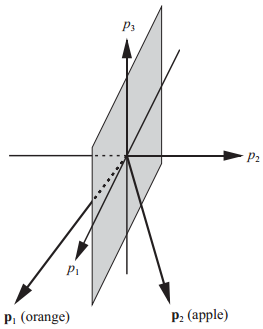 p₃
p₂
p₁
p₁ (orange)
p₂ (apple)